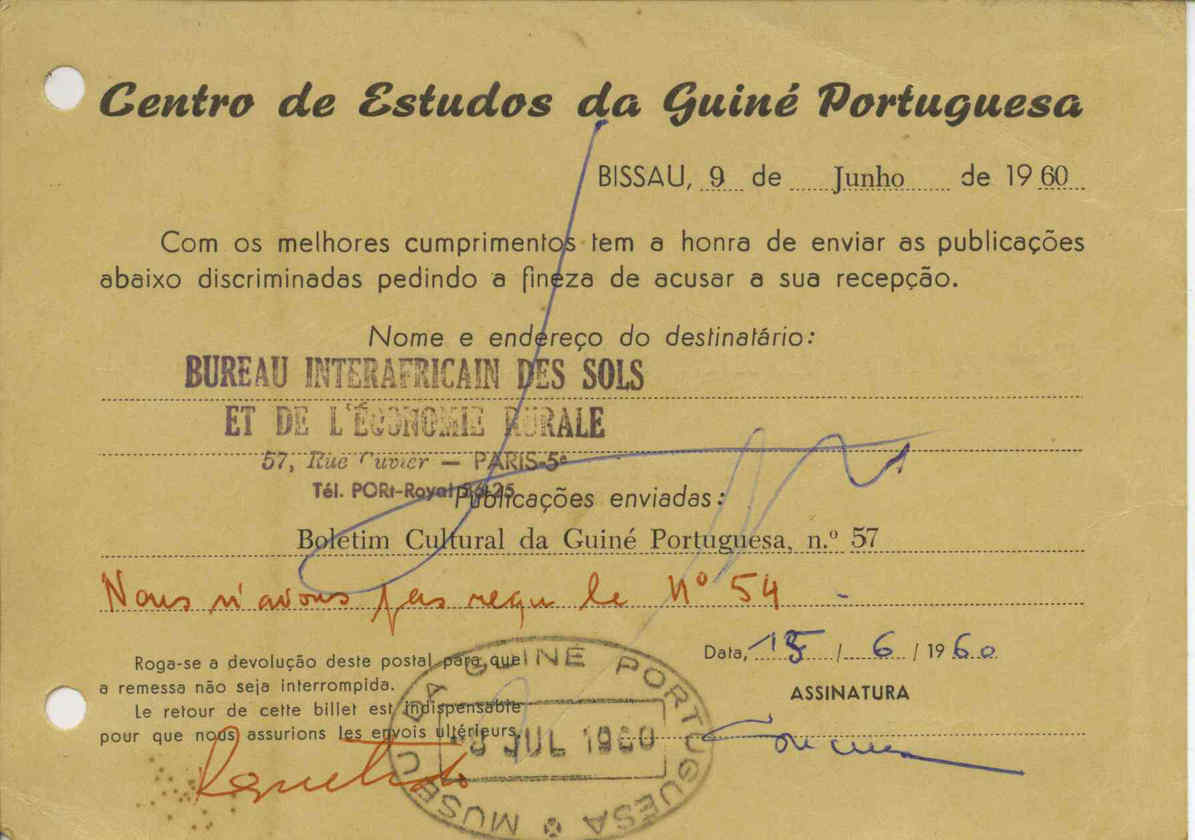 Centro de Estudos da Guiné Portuguesa
BISSAU, 9 de Junho de 1960
Com os melhores cumprimentos tem a honra de enviar as publicações
abaixo discriminadas pedindo a fineza de acusar a sua recepção.
Nome e endereço do destinatário:
BUREAU INTERAFRICAIN DES SOLS
ET DE L'ÉCONOMIE RURALE
57, Rue Cuvier — PARIS-5e
Tél. PORt-Royal
Publicações enviadas:
Boletim Cultural da Guiné Portuguesa, n.º 57
Nous n'avons pas reçu le Nº 54 -
Roga-se a devolução deste postal para que
a remessa não seja interrompida.
Le retour de cette billet est indispensable
pour que nous assurions les envois ultérieurs.
Data, 15 / 6 / 1960
ASSINATURA
MUSEU DA GUINÉ PORTUGUESA
JUL 1960